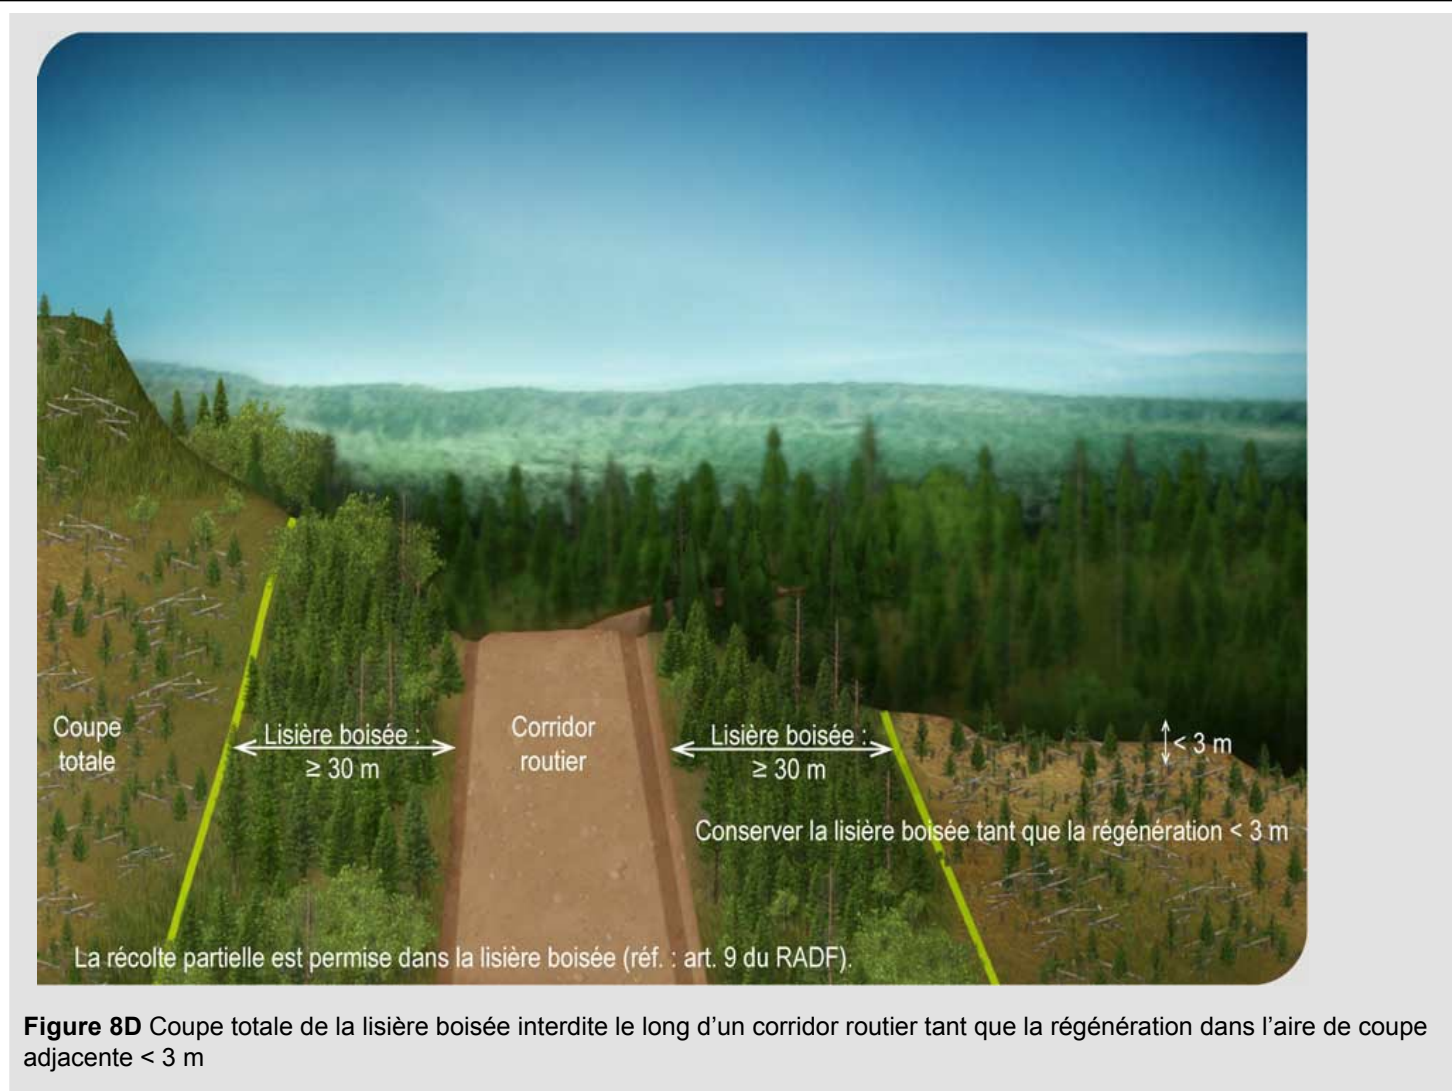 Coupe
totale
Lisière boisée :
≥ 30 m
Corridor
routier
Lisière boisée :
≥ 30 m
< 3 m
Conserver la lisière boisée tant que la régénération < 3 m
La récolte partielle est permise dans la lisière boisée (réf. : art. 9 du RADF).
Figure 8D Coupe totale de la lisière boisée interdite le long d’un corridor routier tant que la régénération dans l’aire de coupe
adjacente < 3 m